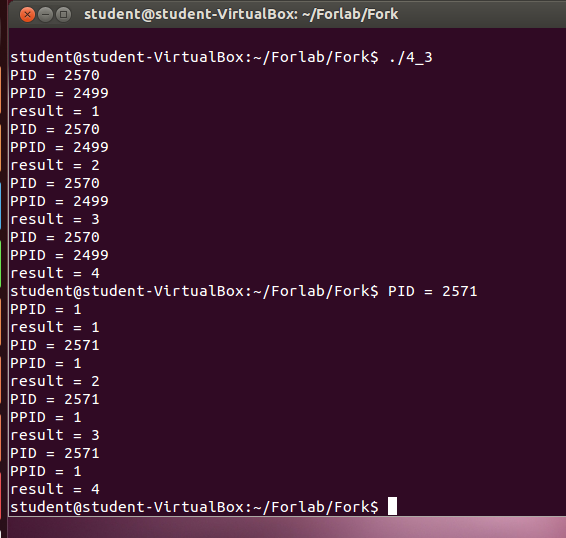 student@student-VirtualBox: ~/Forlab/Fork
student@student-VirtualBox:~/Forlab/Fork$ ./4_3
PID = 2570
PPID = 2499
result = 1
PID = 2570
PPID = 2499
result = 2
PID = 2570
PPID = 2499
result = 3
PID = 2570
PPID = 2499
result = 4
student@student-VirtualBox:~/Forlab/Fork$ PID = 2571
PPID = 1
result = 1
PID = 2571
PPID = 1
result = 2
PID = 2571
PPID = 1
result = 3
PID = 2571
PPID = 1
result = 4
student@student-VirtualBox:~/Forlab/Fork$